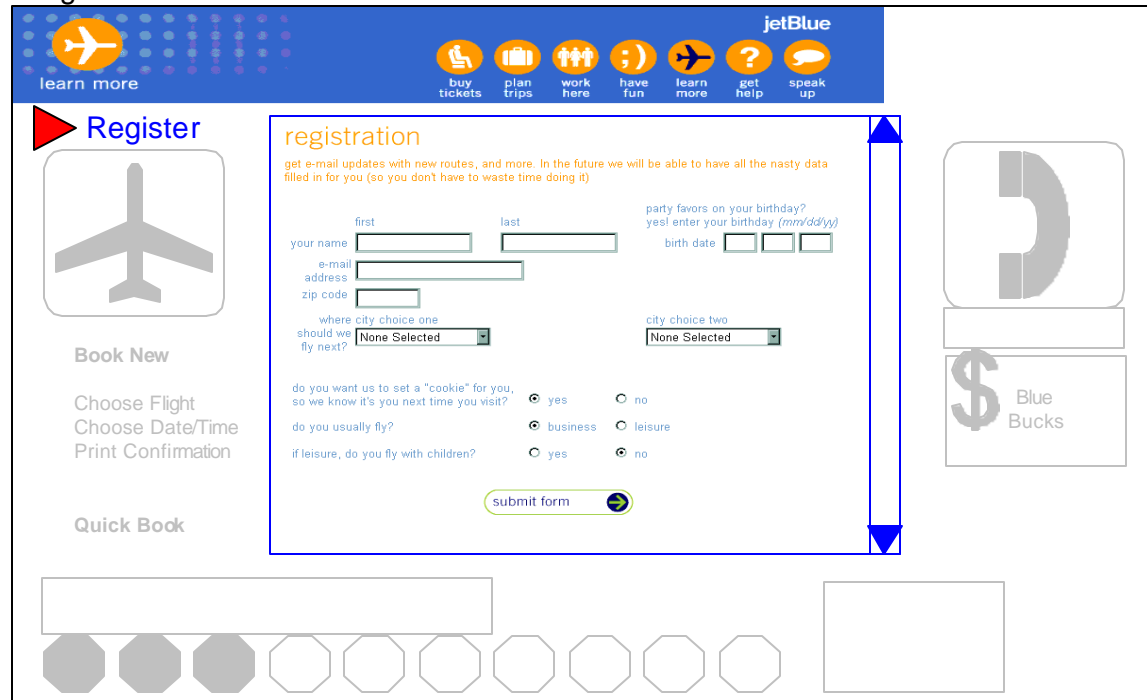 jetBlue
learn more
buy tickets
plan trips
work here
have fun
learn more
get help
speak up
Register
registration
get e-mail updates with new routes, and more. In the future we will be able to have all the nasty data
filled in for you (so you don't have to waste time doing it)
party favors on your birthday?
first last yes! enter your birthday (mm/dd/yy)
your name birth date
e-mail
address
zip code
where city choice one city choice two
should we None Selected None Selected
fly next?
do you want us to set a "cookie" for you,
so we know it's you next time you visit? yes no
do you usually fly? business leisure
if leisure, do you fly with children? yes no
submit form
Book New
Choose Flight
Choose Date/Time
Print Confirmation
Quick Book
$ Blue
Bucks